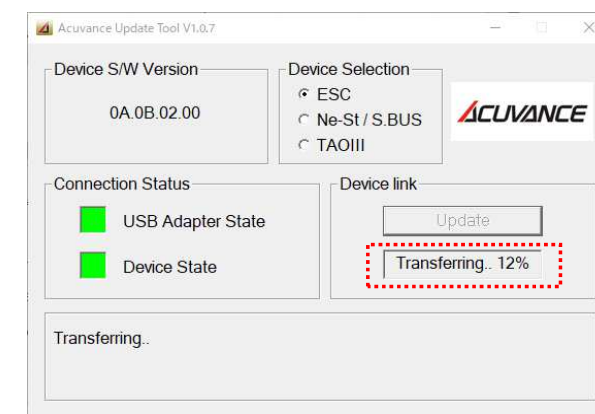 Acuvance Update Tool V1.0.7
Device S/W Version
0A.0B.02.00
Device Selection
ESC
Ne-St / S.BUS
TAOIII
ACUVANCE
Connection Status
USB Adapter State
Device State
Device link
Update
Transferring.. 12%
Transferring..